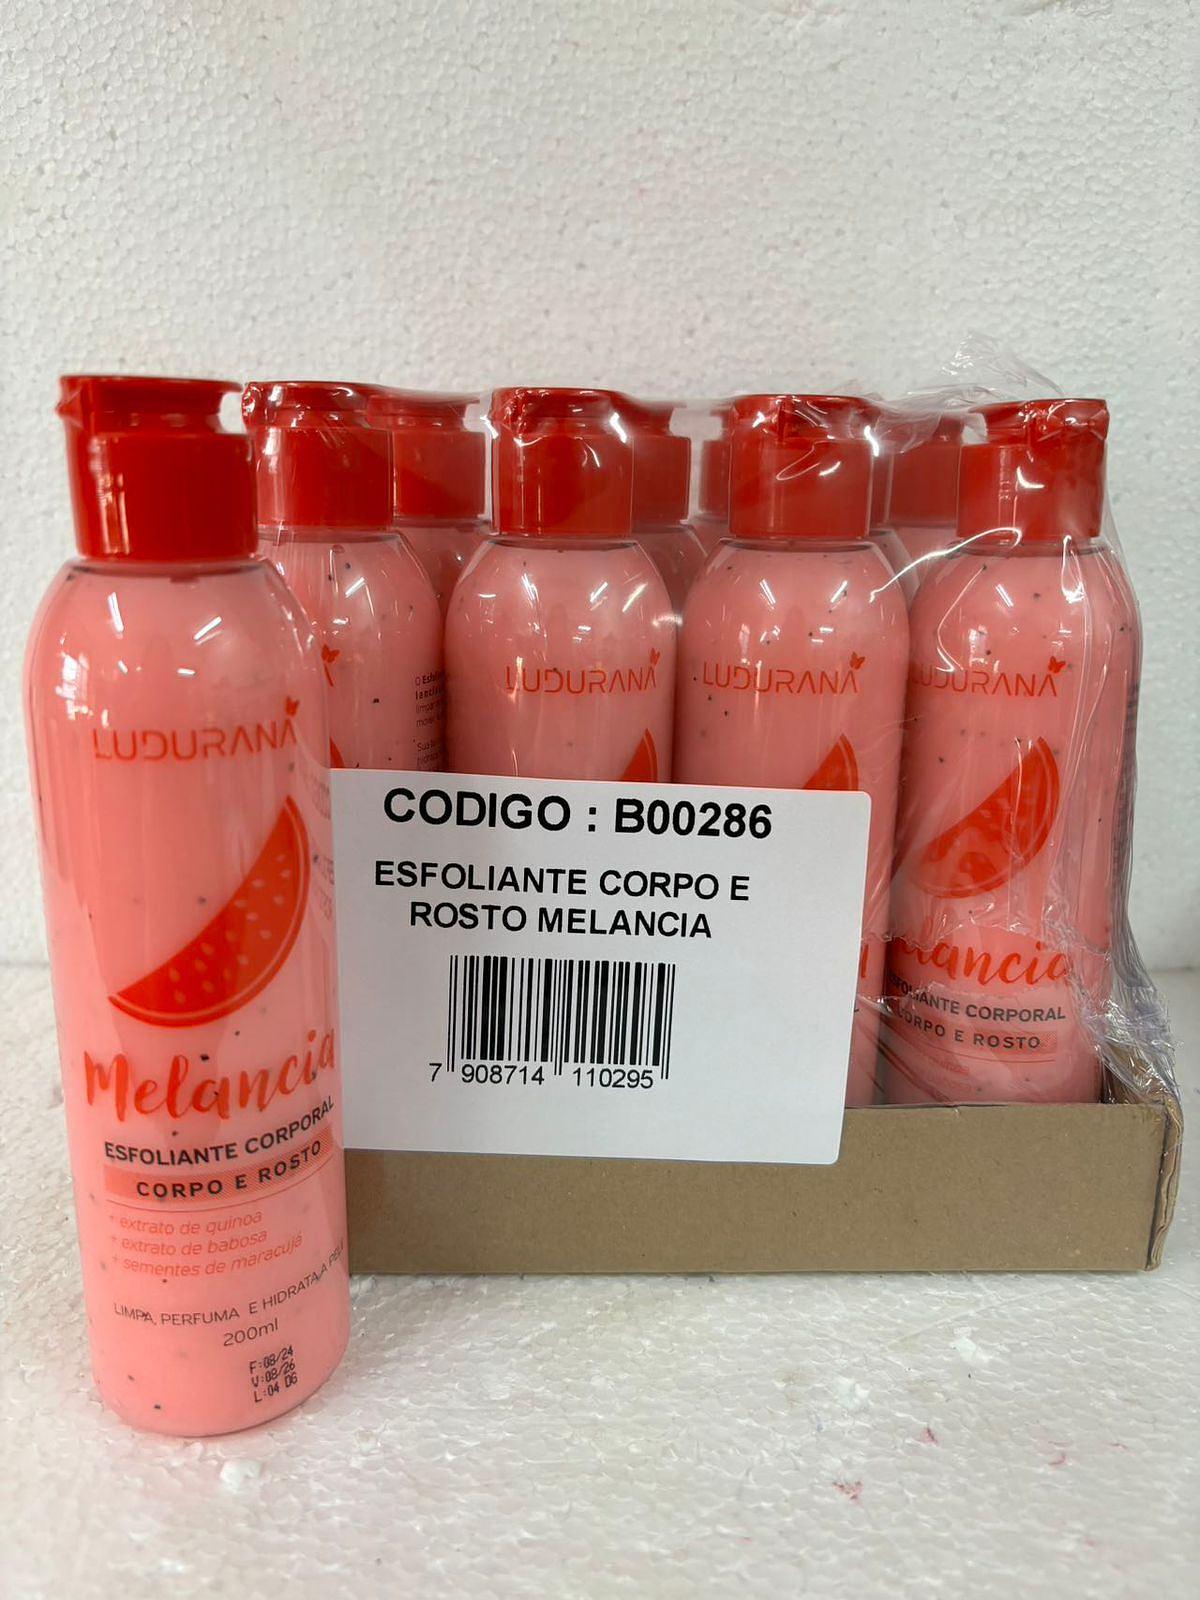 LUDURANA
Melancia
ESFOLIANTE CORPORAL
CORPO E ROSTO
+ extrato de quinoa
+ extrato de babosa
+ sementes de maracujá
LIMPA, PERFUMA E HIDRATA A PELE
200ml
F:08/24
V:08/26
L:04 DG
CODIGO : B00286
ESFOLIANTE CORPO E
ROSTO MELANCIA
7 908714 110295
LUDURANA
LUDURANA
LUDURANA
Melancia
ESFOLIANTE CORPORAL
CORPO E ROSTO